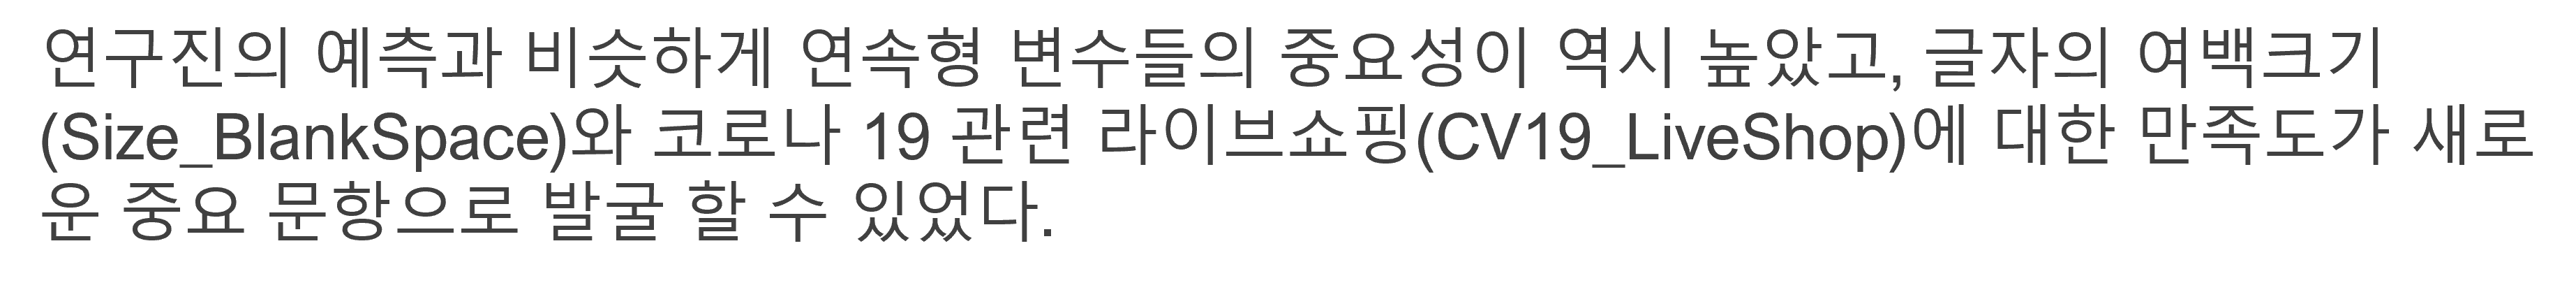 연구진의 예측과 비슷하게 연속형 변수들의 중요성이 역시 높았고, 글자의 여백크기
(Size_BlankSpace)와 코로나 19 관련 라이브쇼핑(CV19_LiveShop)에 대한 만족도가 새로
운 중요 문항으로 발굴 할 수 있었다.